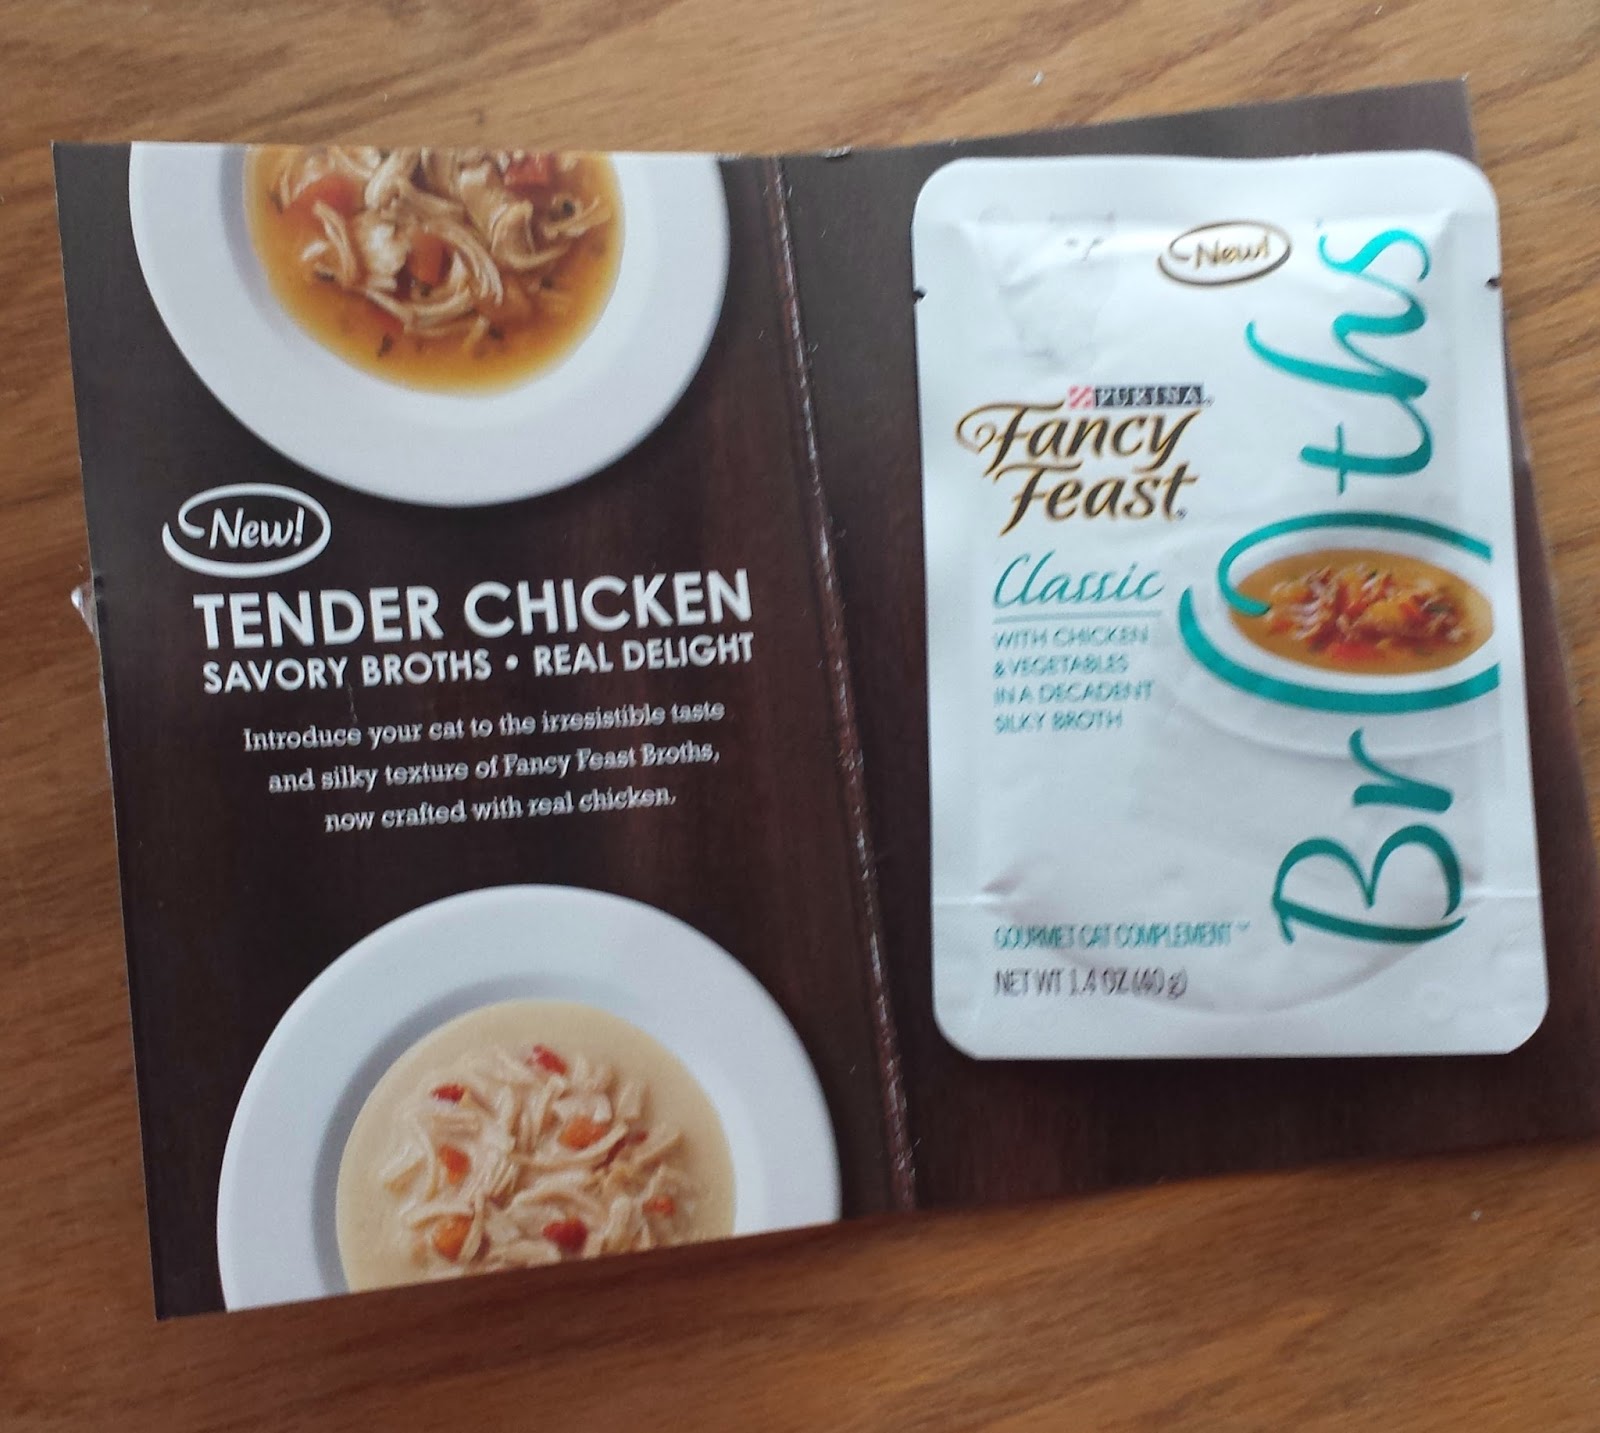 New!
TENDER CHICKEN
SAVORY BROTHS • REAL DELIGHT
Introduce your cat to the irresistible taste
and silky texture of Fancy Feast Broths,
now crafted with real chicken.
New!
PURINA
Fancy
Feast
Classic
WITH CHICKEN
& VEGETABLES
IN A DECADENT
SILKY BROTH
Broths
GOURMET CAT COMPLEMENT™
NET WT 1.4 OZ (40 g)